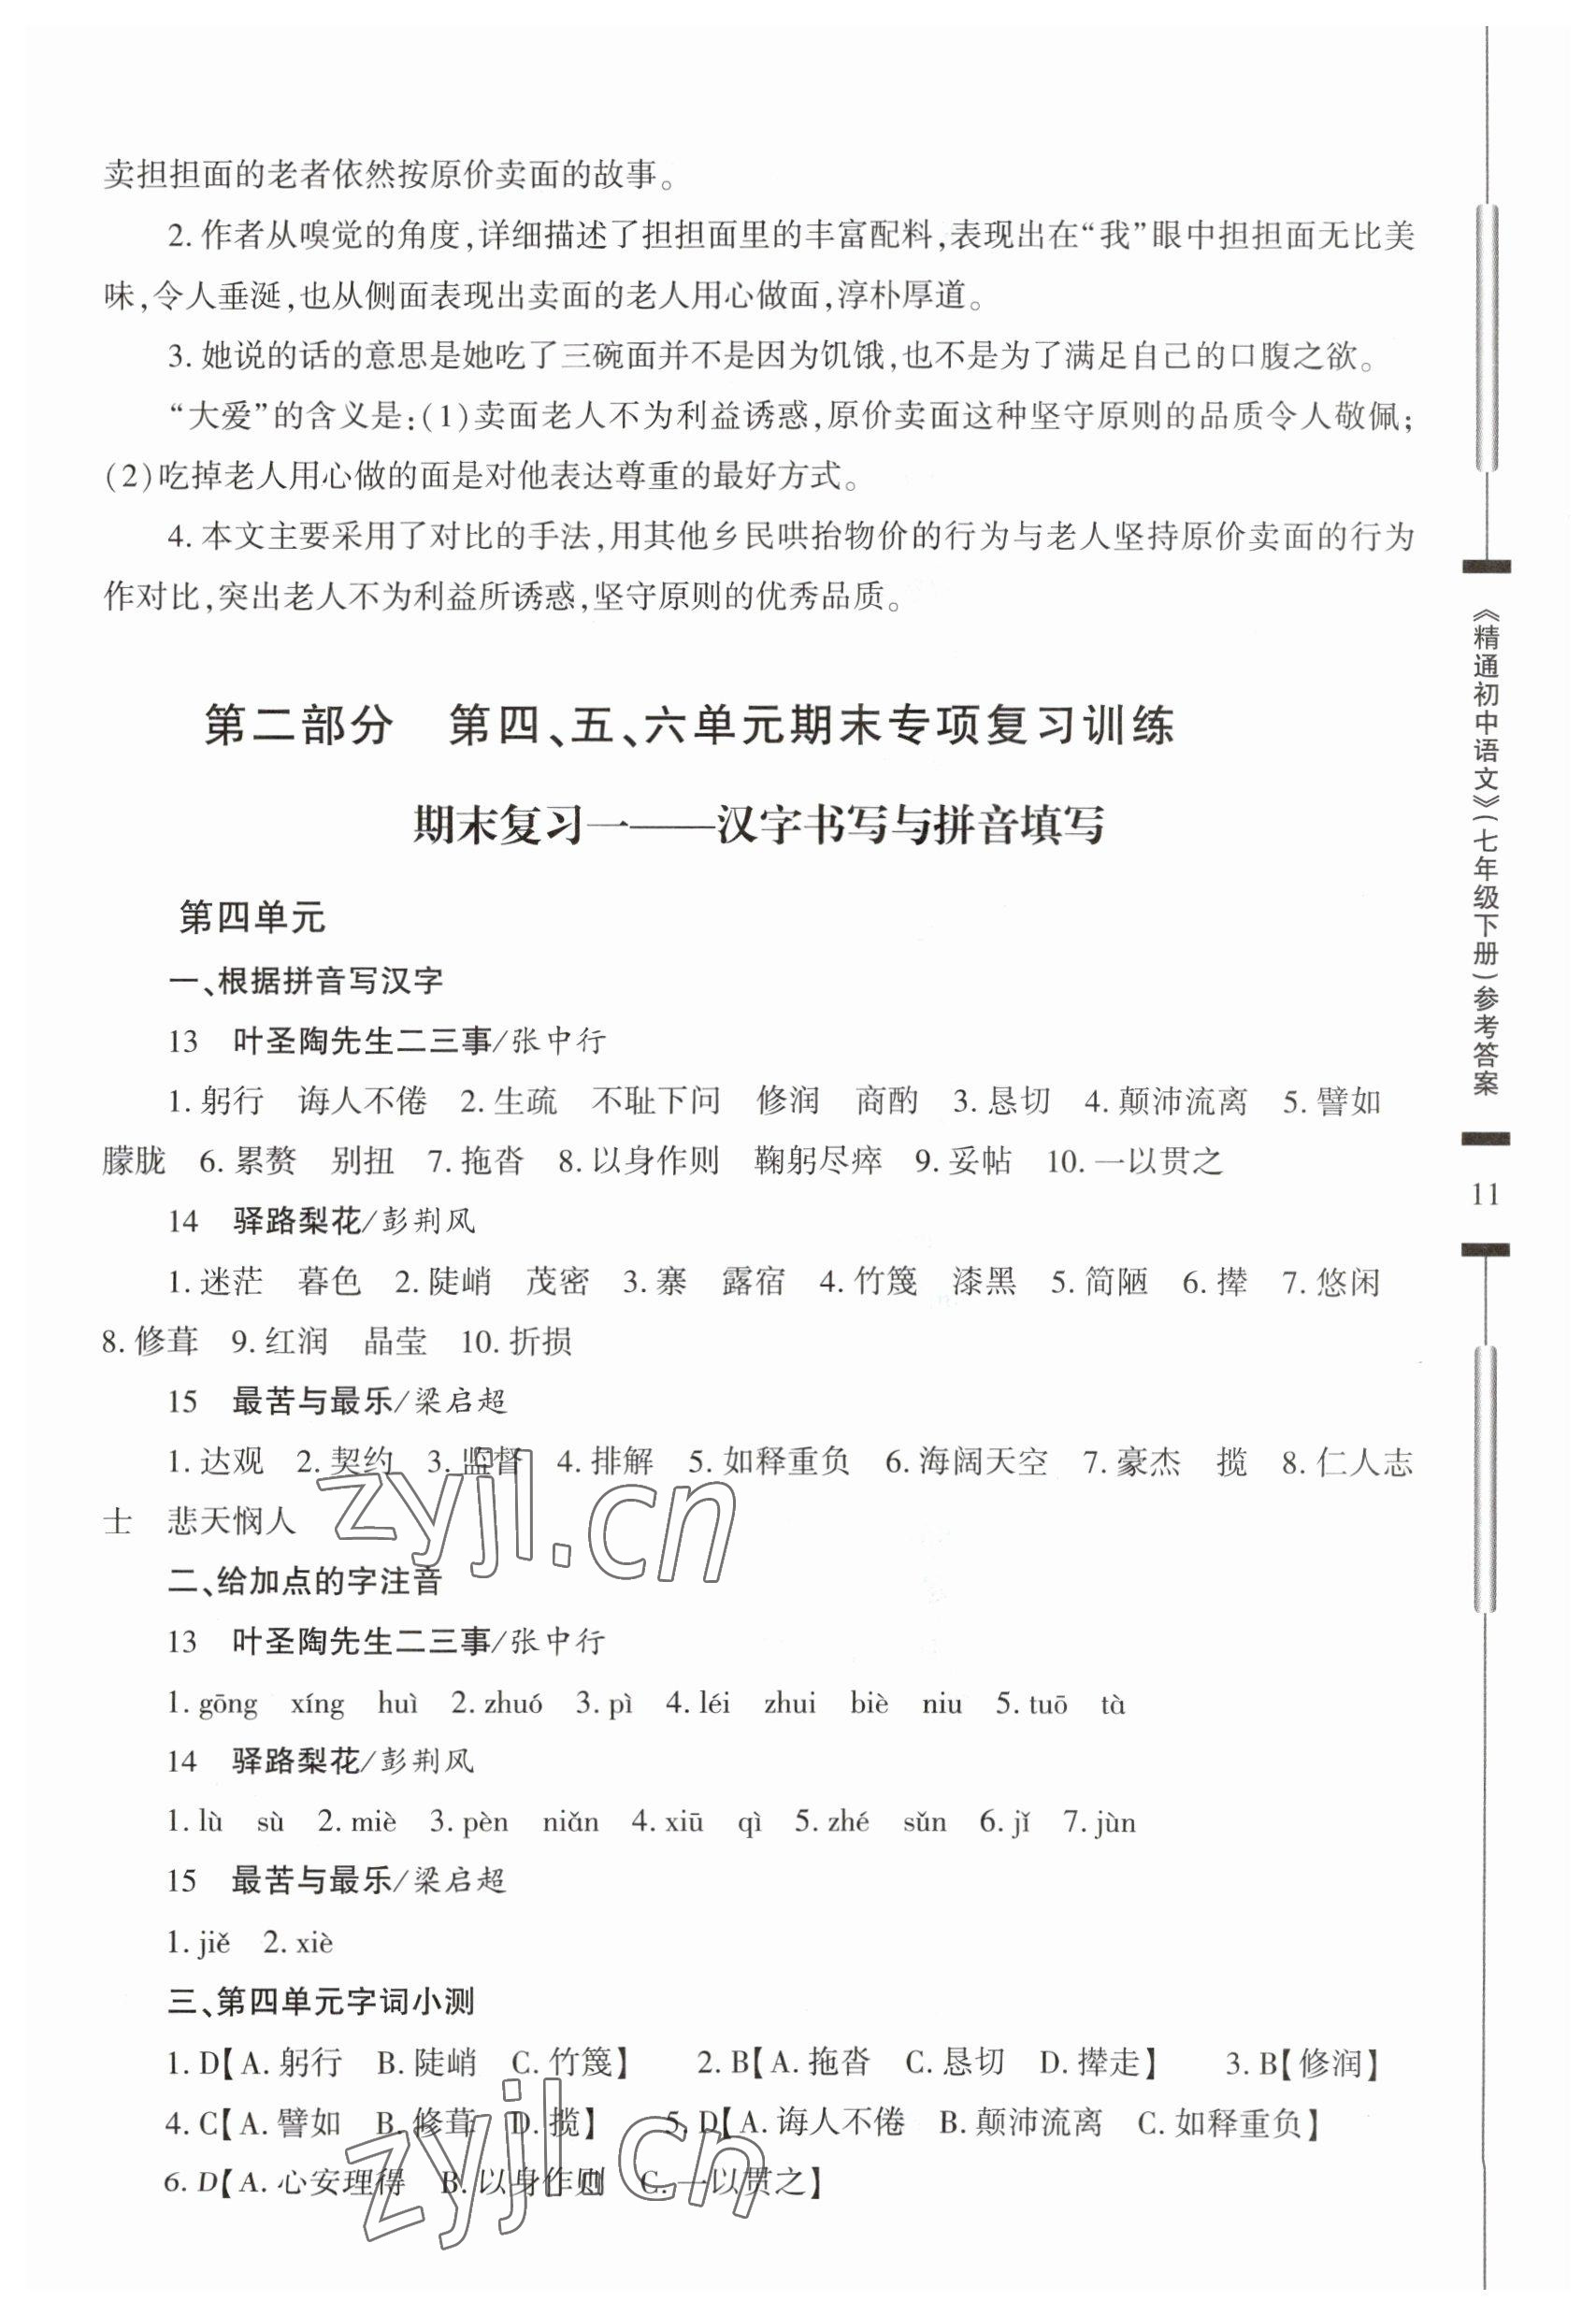 卖担担面的老者依然按原价卖面的故事。
2. 作者从嗅觉的角度,详细描述了担担面里的丰富配料,表现出在“我”眼中担担面无比美
味,令人垂涎,也从侧面表现出卖面的老人用心做面,淳朴厚道。
3. 她说的话的意思是她吃了三碗面并不是因为饥饿,也不是为了满足自己的口腹之欲。
“大爱”的含义是:(1)卖面老人不为利益诱惑,原价卖面这种坚守原则的品质令人敬佩;
(2)吃掉老人用心做的面是对他表达尊重的最好方式。
4. 本文主要采用了对比的手法,用其他乡民哄抬物价的行为与老人坚持原价卖面的行为
作对比,突出老人不为利益所诱惑,坚守原则的优秀品质。
第二部分　第四、五、六单元期末专项复习训练
期末复习一——汉字书写与拼音填写
第四单元
一、根据拼音写汉字
13　叶圣陶先生二三事/张中行
1. 躬行　诲人不倦　2. 生疏　不耻下问　修润　商酌　3. 恳切　4. 颠沛流离　5. 譬如
朦胧　6. 累赘　别扭　7. 拖沓　8. 以身作则　鞠躬尽瘁　9. 妥帖　10. 一以贯之
14　驿路梨花/彭荆风
1. 迷茫　暮色　2. 陡峭　茂密　3. 寨　露宿　4. 竹篾　漆黑　5. 简陋　6. 撵　7. 悠闲
8. 修葺　9. 红润　晶莹　10. 折损
15　最苦与最乐/梁启超
1. 达观　2. 契约　3. 监督　4. 排解　5. 如释重负　6. 海阔天空　7. 豪杰　揽　8. 仁人志
士　悲天悯人
二、给加点的字注音
13　叶圣陶先生二三事/张中行
1. gōng　xíng　huì　2. zhuó　3. pì　4. léi　zhui　biè　niu　5. tuō　tà
14　驿路梨花/彭荆风
1. lù　sù　2. miè　3. pèn　niǎn　4. xiū　qì　5. zhé　sǔn　6. jǐ　7. jùn
15　最苦与最乐/梁启超
1. jiě　2. xiè
三、第四单元字词小测
1. D【A. 躬行　B. 陡峭　C. 竹篾】　2. B【A. 拖沓　C. 恳切　D. 撵走】　3. B【修润】
4. C【A. 譬如　B. 修葺　D. 揽】　5. D【A. 诲人不倦　B. 颠沛流离　C. 如释重负】
6. D【A. 心安理得　B. 以身作则　C. 一以贯之】
《精通初中语文》(七年级下册)参考答案
11
zyjl.cn
zyjl.cn